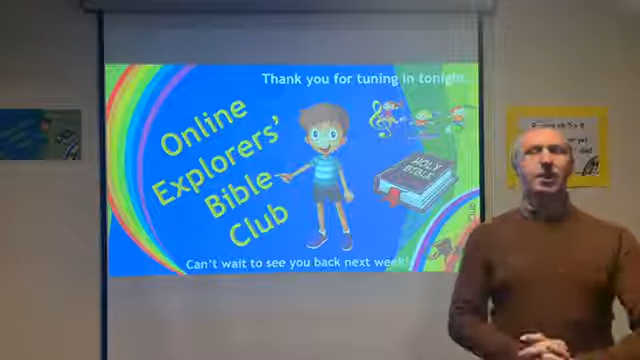 Thank you for tuning in tonight.
Online
Explorers'
Bible
Club
HOLY
BIBLE
Can't wait to see you back next week!